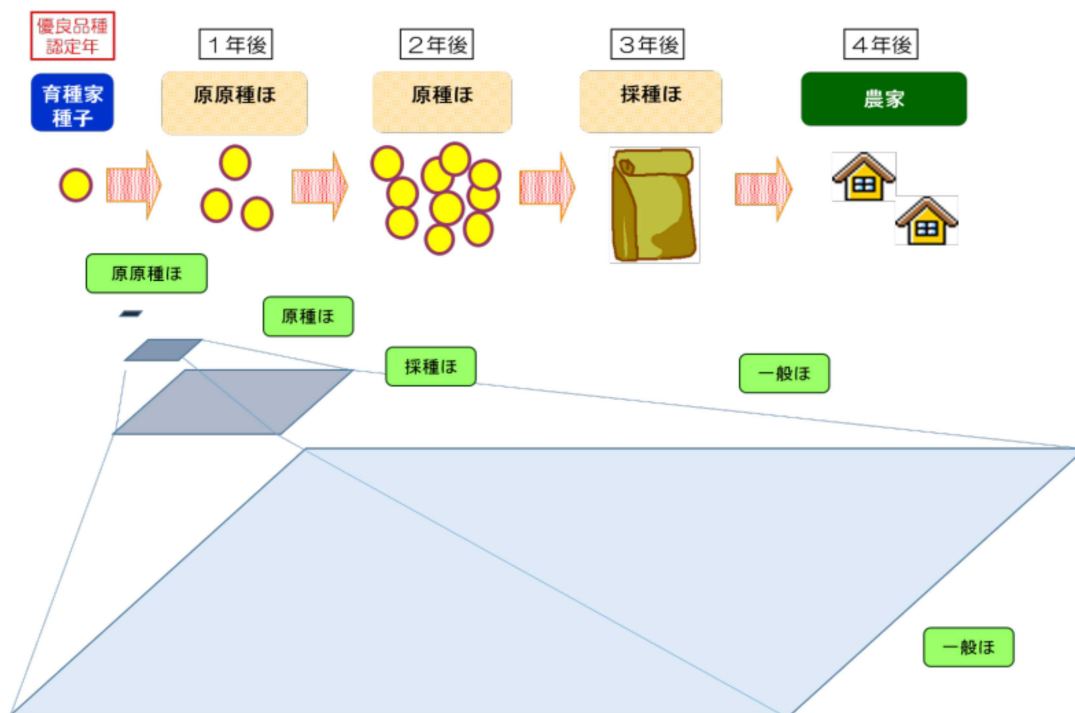 優良品種
認定年
1年後
2年後
3年後
4年後
育種家
種子
原原種ほ
原種ほ
採種ほ
農家
原原種ほ
原種ほ
採種ほ
一般ほ
一般ほ